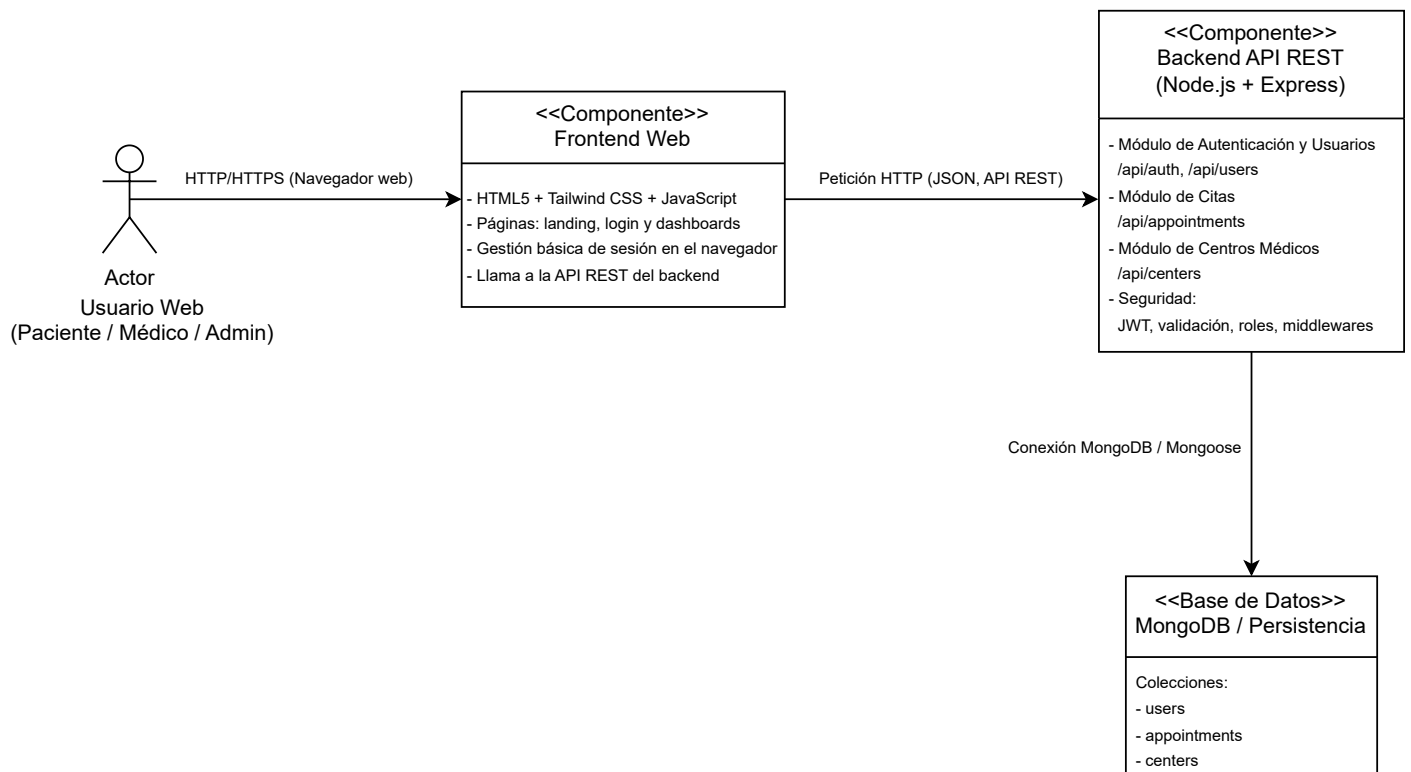 Actor
Usuario Web
(Paciente / Médico / Admin)
HTTP/HTTPS (Navegador web)
<<Componente>>
Frontend Web
- HTML5 + Tailwind CSS + JavaScript
- Páginas: landing, login y dashboards
- Gestión básica de sesión en el navegador
- Llama a la API REST del backend
Petición HTTP (JSON, API REST)
<<Componente>>
Backend API REST
(Node.js + Express)
- Módulo de Autenticación y Usuarios
/api/auth, /api/users
- Módulo de Citas
/api/appointments
- Módulo de Centros Médicos
/api/centers
- Seguridad:
JWT, validación, roles, middlewares
Conexión MongoDB / Mongoose
<<Base de Datos>>
MongoDB / Persistencia
Colecciones:
- users
- appointments
- centers